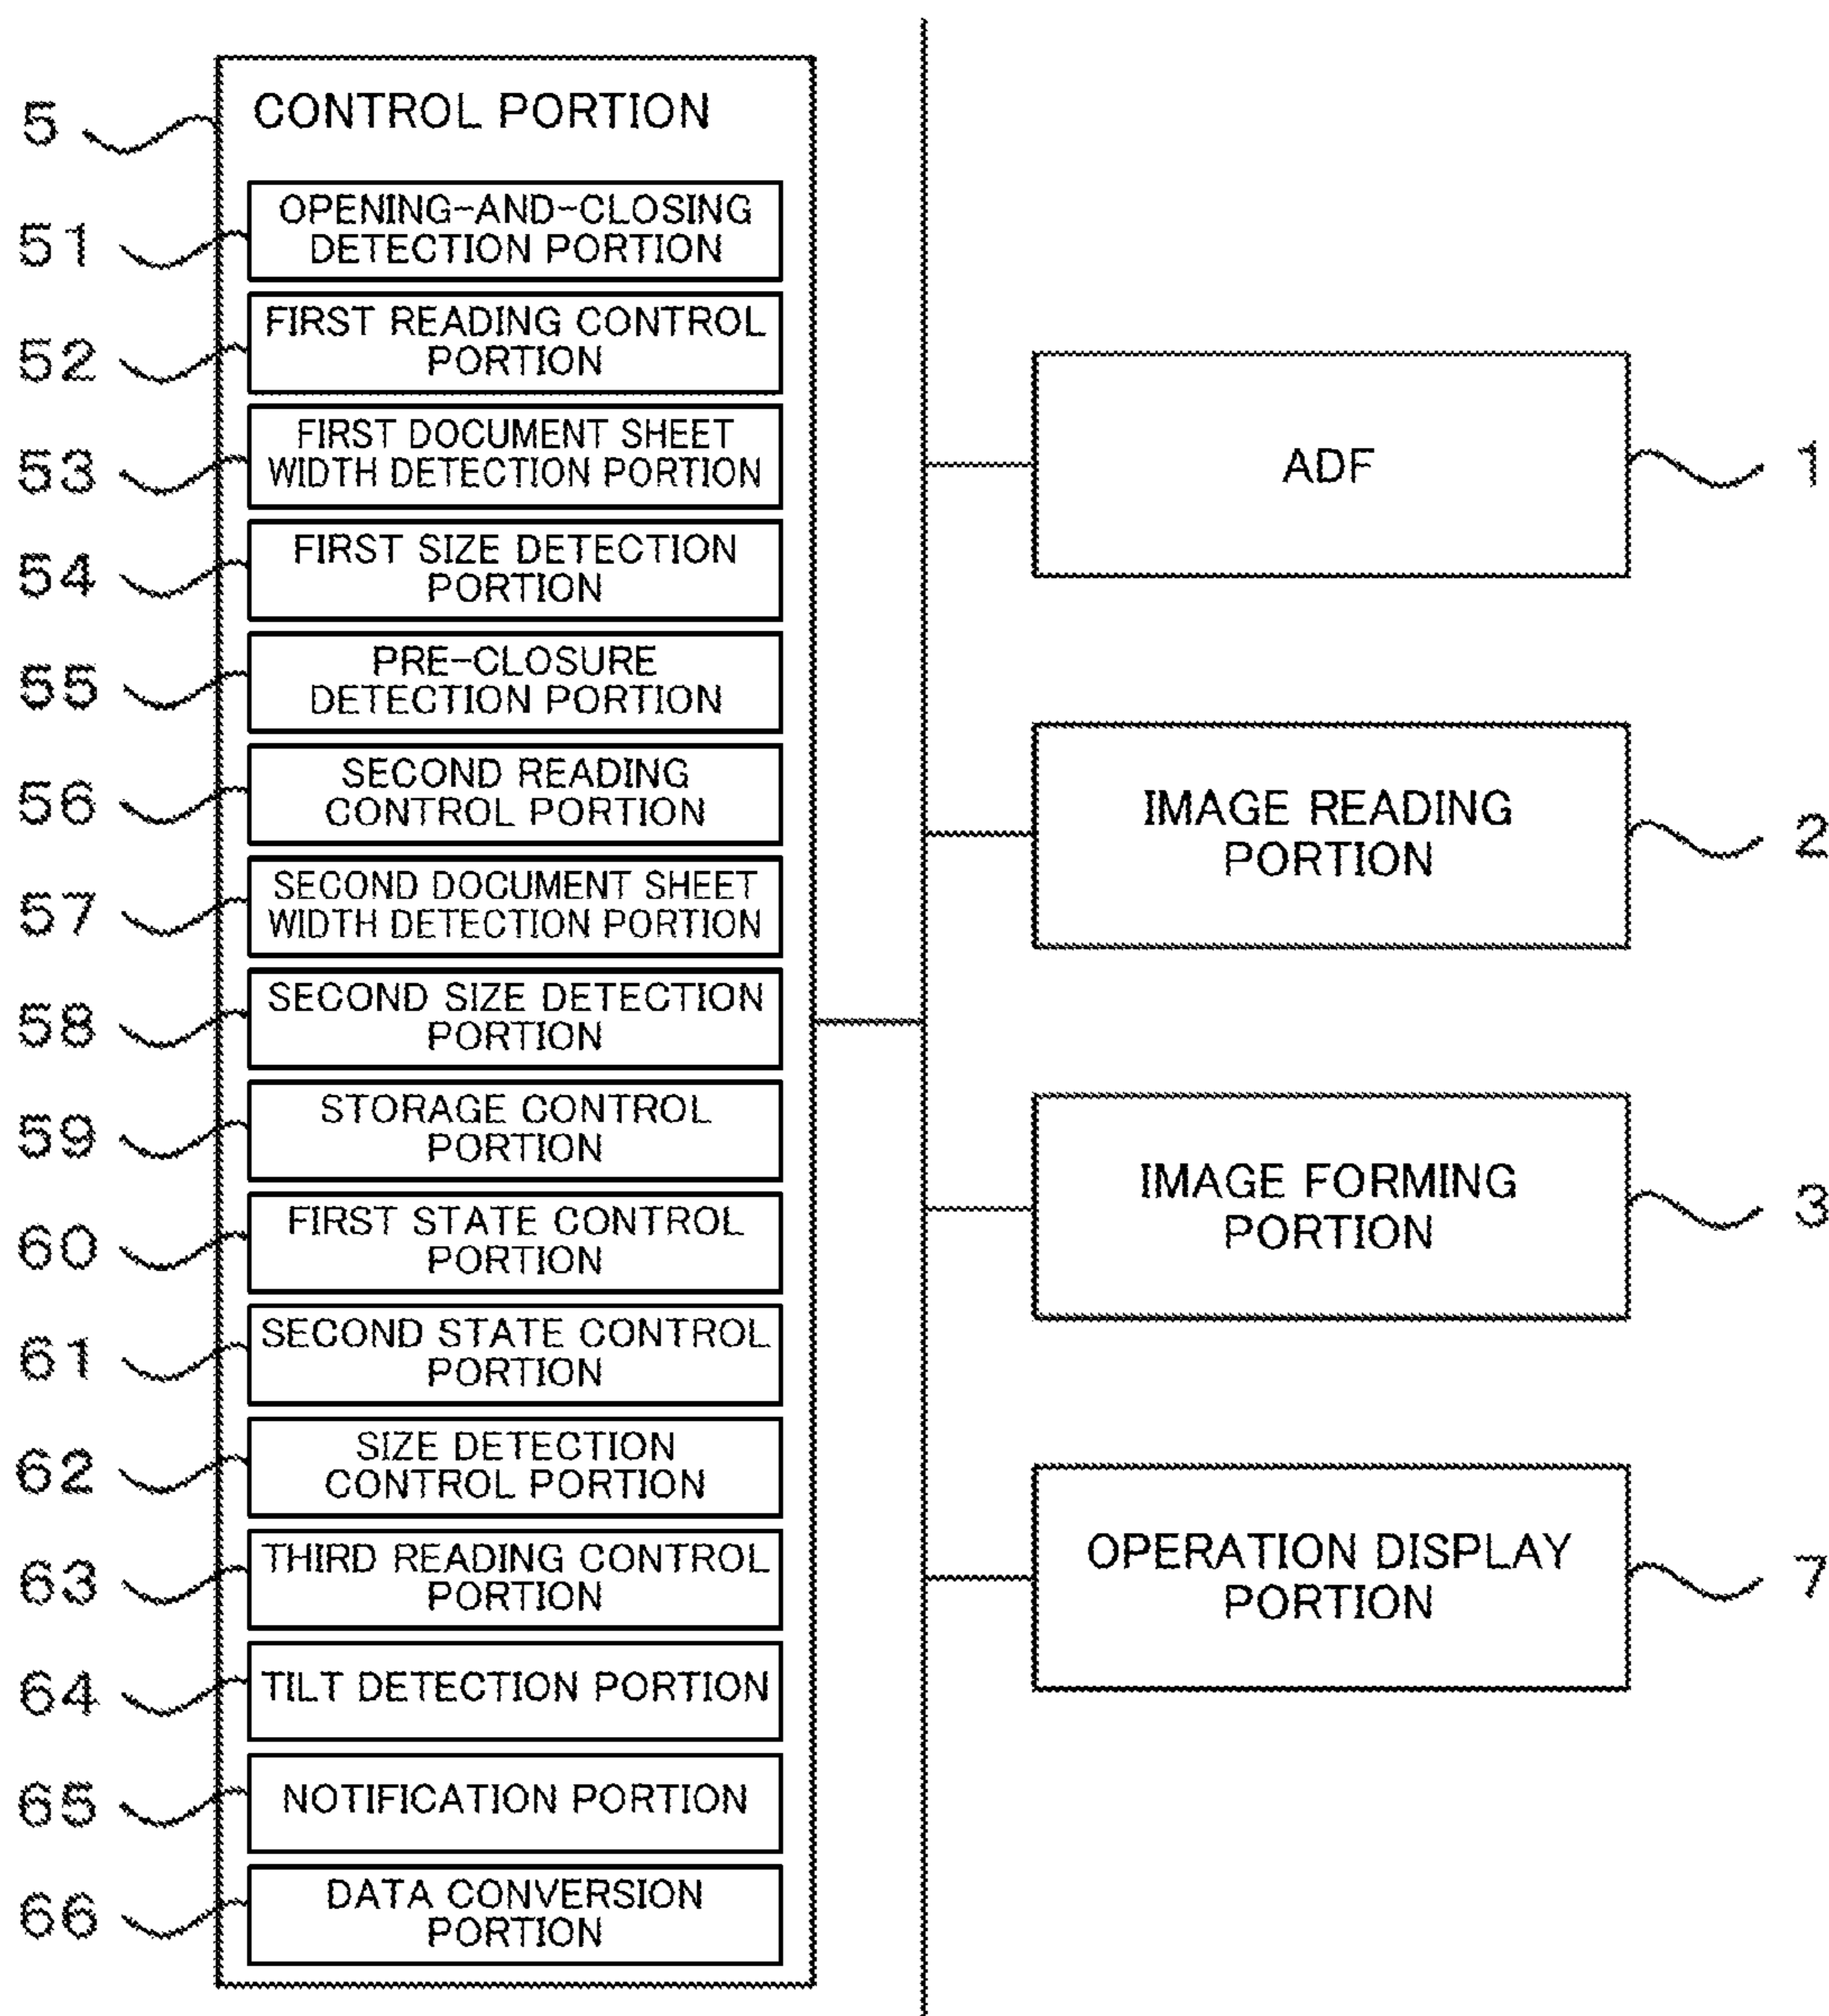 5
CONTROL PORTION
51
OPENING-AND-CLOSING
DETECTION PORTION
52
FIRST READING CONTROL
PORTION
53
FIRST DOCUMENT SHEET
WIDTH DETECTION PORTION
54
FIRST SIZE DETECTION
PORTION
55
PRE-CLOSURE
DETECTION PORTION
56
SECOND READING
CONTROL PORTION
57
SECOND DOCUMENT SHEET
WIDTH DETECTION PORTION
58
SECOND SIZE DETECTION
PORTION
59
STORAGE CONTROL
PORTION
60
FIRST STATE CONTROL
PORTION
61
SECOND STATE CONTROL
PORTION
62
SIZE DETECTION
CONTROL PORTION
63
THIRD READING CONTROL
PORTION
64
TILT DETECTION PORTION
65
NOTIFICATION PORTION
66
DATA CONVERSION
PORTION
ADF
1
IMAGE READING
PORTION
2
IMAGE FORMING
PORTION
3
OPERATION DISPLAY
PORTION
7